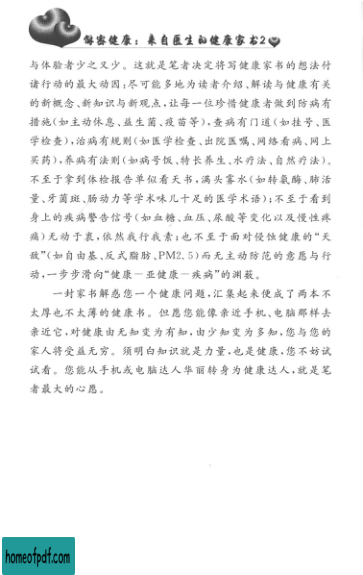 解密健康：来自医生的健康家书2
与体验者少之又少。这就是笔者决定将写健康家书的想法付
诸行动的最大动因：尽可能多地为读者介绍、解读与健康有关
的新概念、新知识与新观点，让每一位珍惜健康者做到防病有
措施(如主动休息、益生菌、疫苗等)，查病有门道(如挂号、医
学检查)，治病有规则(如医学检查、出院医嘱、网络看病、网上
买药)，养病有法则(如病号饭、特长养生、水疗法、自然疗法)。
不至于拿到体检报告单似看天书，满头雾水(如转氨酶、肺活
量、牙菌斑、肠动力等学术味儿十足的医学术语)；不至于看到
身上的疾病警告信号(如血糖、血压、尿酸等变化以及慢性疼
痛)无动于衷，依然我行我素；也不至于面对侵蚀健康的“天
敌”(如自由基、反式脂肪、PM2.5)而无主动防范的意愿与行
动，一步步滑向“健康－亚健康－疾病”的渊薮。
一封家书解惑您一个健康问题，汇集起来便成了两本不
太厚也不太薄的健康书。但愿您能像亲近手机、电脑那样去
亲近它，对健康由无知变为有知，由少知变为多知，您与您的
家人将受益无穷。须明白知识就是力量，也是健康，您不妨试
试看。您能从手机或电脑达人华丽转身为健康达人，就是笔
者最大的心愿。
homeofpdf.com